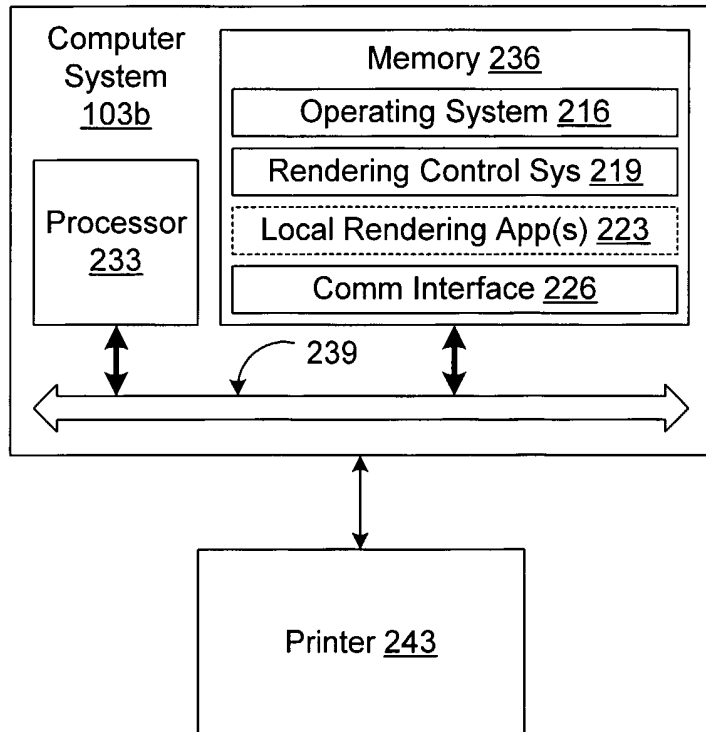 Computer
System
103b
Memory 236
Operating System 216
Rendering Control Sys 219
Local Rendering App(s) 223
Comm Interface 226
Processor
233
239
Printer 243